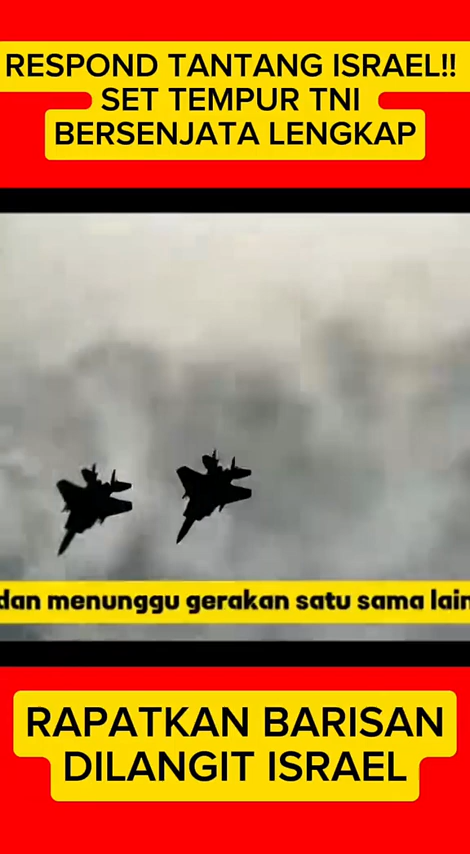 RESPOND TANTANG ISRAEL!!
SET TEMPUR TNI
BERSENJATA LENGKAP
dan menunggu gerakan satu sama lain
RAPATKAN BARISAN
DILANGIT ISRAEL